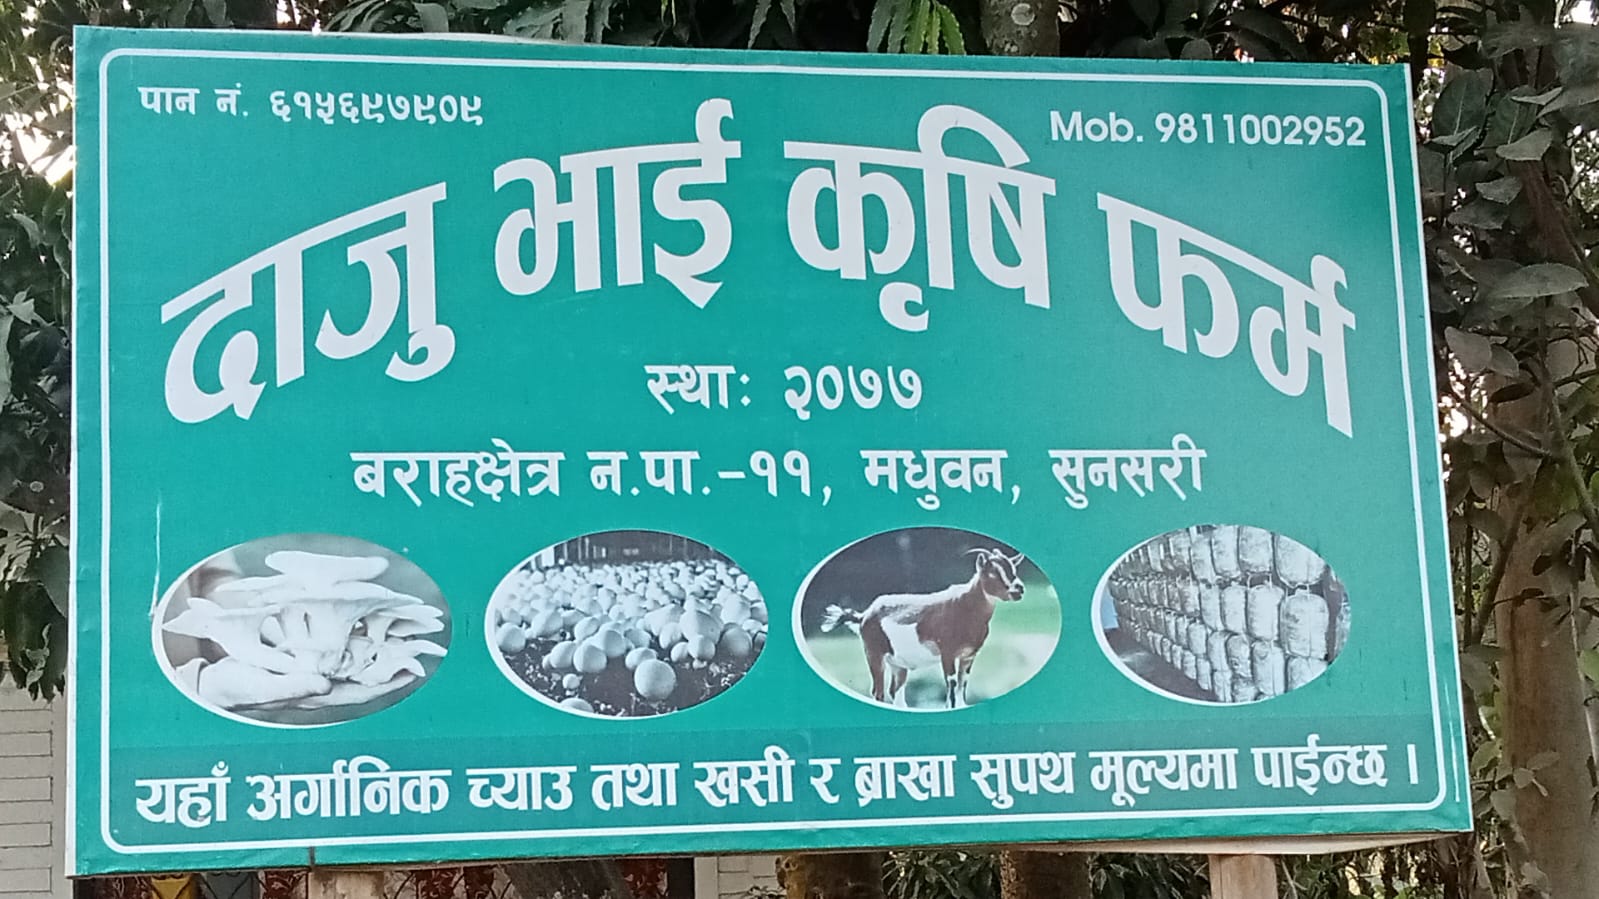 पान नं. ६१५६९७९०९
Mob. 9811002952
दाजु भाई कृषि फर्म
स्थाः २०७७
बराहक्षेत्र न.पा.-११, मधुवन, सुनसरी
यहाँ अर्गानिक च्याउ तथा खसी र ब्राखा सुपथ मूल्यमा पाईन्छ ।